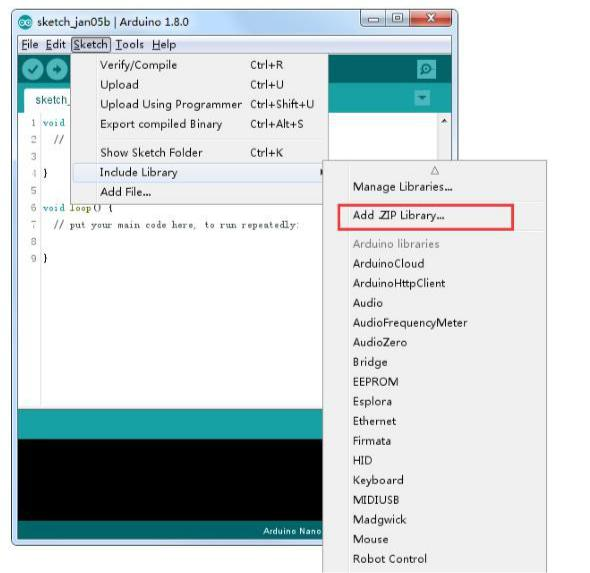 sketch_jan05b | Arduino 1.8.0
File Edit Sketch Tools Help
Verify/Compile Ctrl+R
Upload Ctrl+U
Upload Using Programmer Ctrl+Shift+U
Export compiled Binary Ctrl+Alt+S
Show Sketch Folder Ctrl+K
Include Library
Add File...
sketch_
1 void
2 //
3
4 }
5
6 void loop() {
7 // put your main code here, to run repeatedly:
8
9 }
Manage Libraries...
Add .ZIP Library...
Arduino libraries
ArduinoCloud
ArduinoHttpClient
Audio
AudioFrequencyMeter
AudioZero
Bridge
EEPROM
Esplora
Ethernet
Firmata
HID
Keyboard
MIDIUSB
Madgwick
Mouse
Robot Control
Arduino Nano